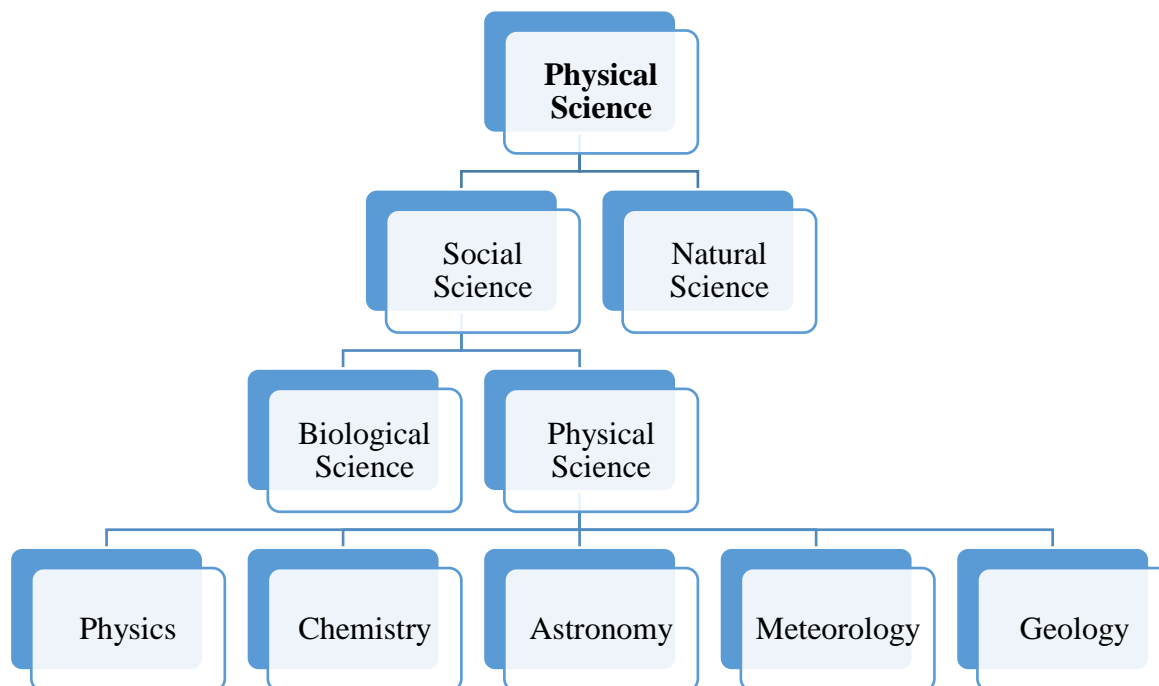 Physical
Science
Social
Science
Natural
Science
Biological
Science
Physical
Science
Physics
Chemistry
Astronomy
Meteorology
Geology